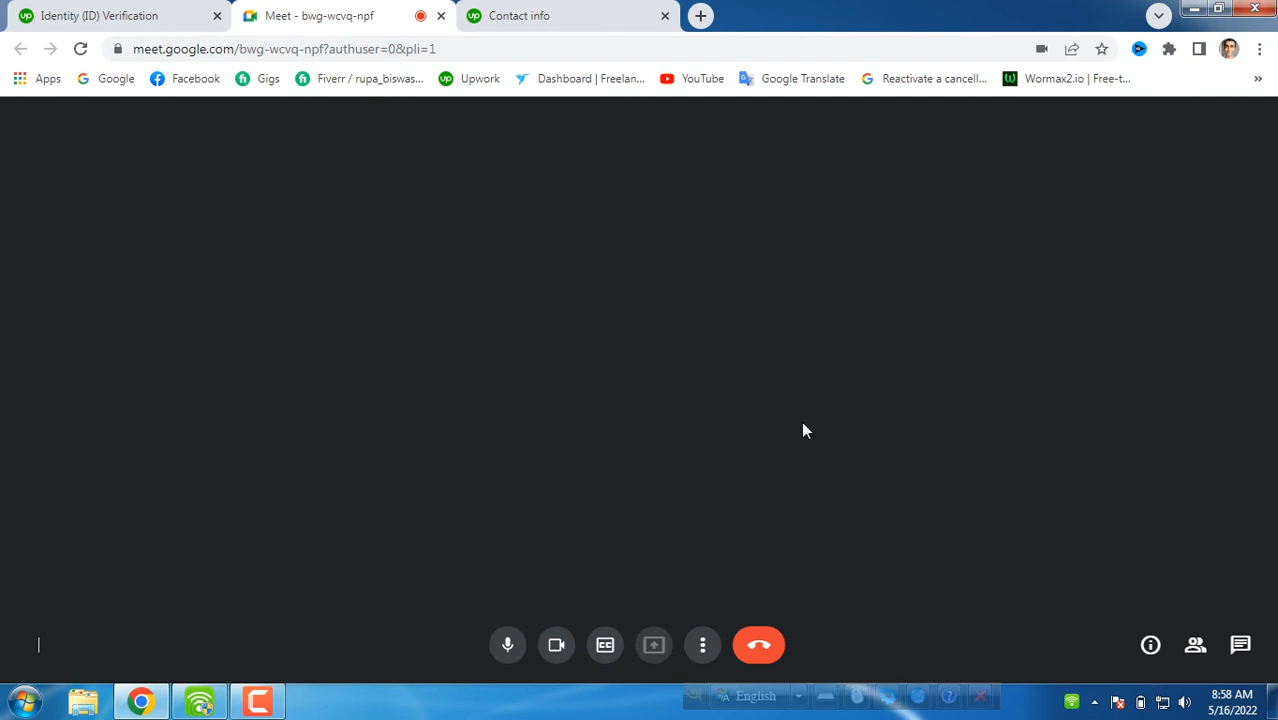 Identity (ID) Verification
Meet - bwg-wcvq-npf
Contact info
meet.google.com/bwg-wcvq-npf?authuser=0&pli=1
Apps
Google
Facebook
Gigs
Fiverr / rupa_biswas...
Upwork
Dashboard | Freelan...
YouTube
Google Translate
Reactivate a cancell...
Wormax2.io | Free-t...
CC
English
8:58 AM
5/16/2022